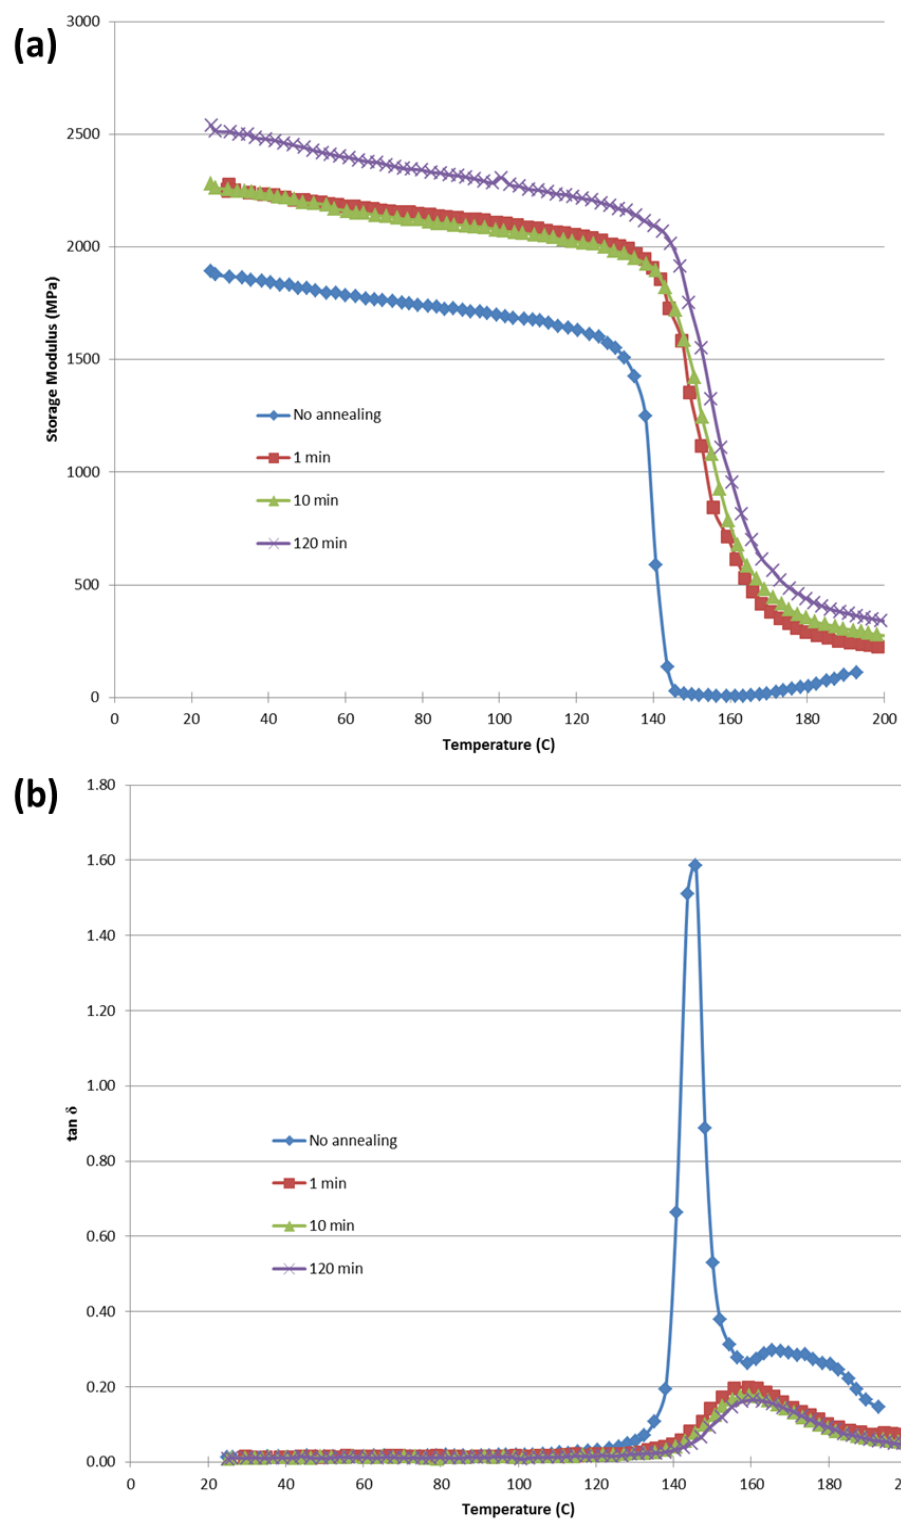 (a)
3000
2500
2000
1500
1000
500
0
Storage Modulus (MPa)
No annealing
1 min
10 min
120 min
0 20 40 60 80 100 120 140 160 180 200
Temperature (C)
(b)
1.80
1.60
1.40
1.20
1.00
0.80
0.60
0.40
0.20
0.00
tan δ
No annealing
1 min
10 min
120 min
0 20 40 60 80 100 120 140 160 180
Temperature (C)